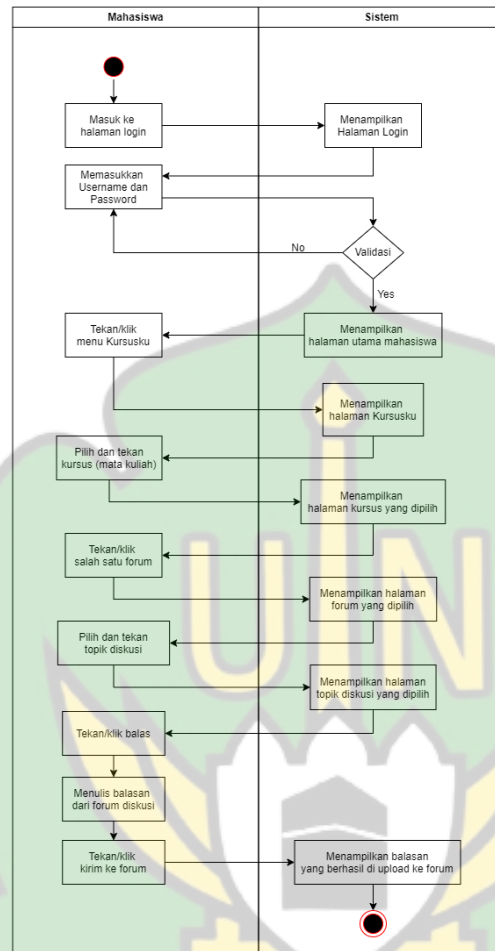 Mahasiswa
Sistem
Masuk ke
halaman login
Menampilkan
Halaman Login
Memasukkan
Username dan
Password
Validasi
No
Yes
Menampilkan
halaman utama mahasiswa
Tekan/klik
menu Kursusku
Menampilkan
halaman Kursusku
Pilih dan tekan
kursus (mata kuliah)
Menampilkan
halaman kursus yang dipilih
Tekan/klik
salah satu forum
Menampilkan halaman
forum yang dipilih
Pilih dan tekan
topik diskusi
Menampilkan halaman
topik diskusi yang dipilih
Tekan/klik balas
Menulis balasan
dari forum diskusi
Tekan/klik
kirim ke forum
Menampilkan balasan
yang berhasil di upload ke forum
UIN